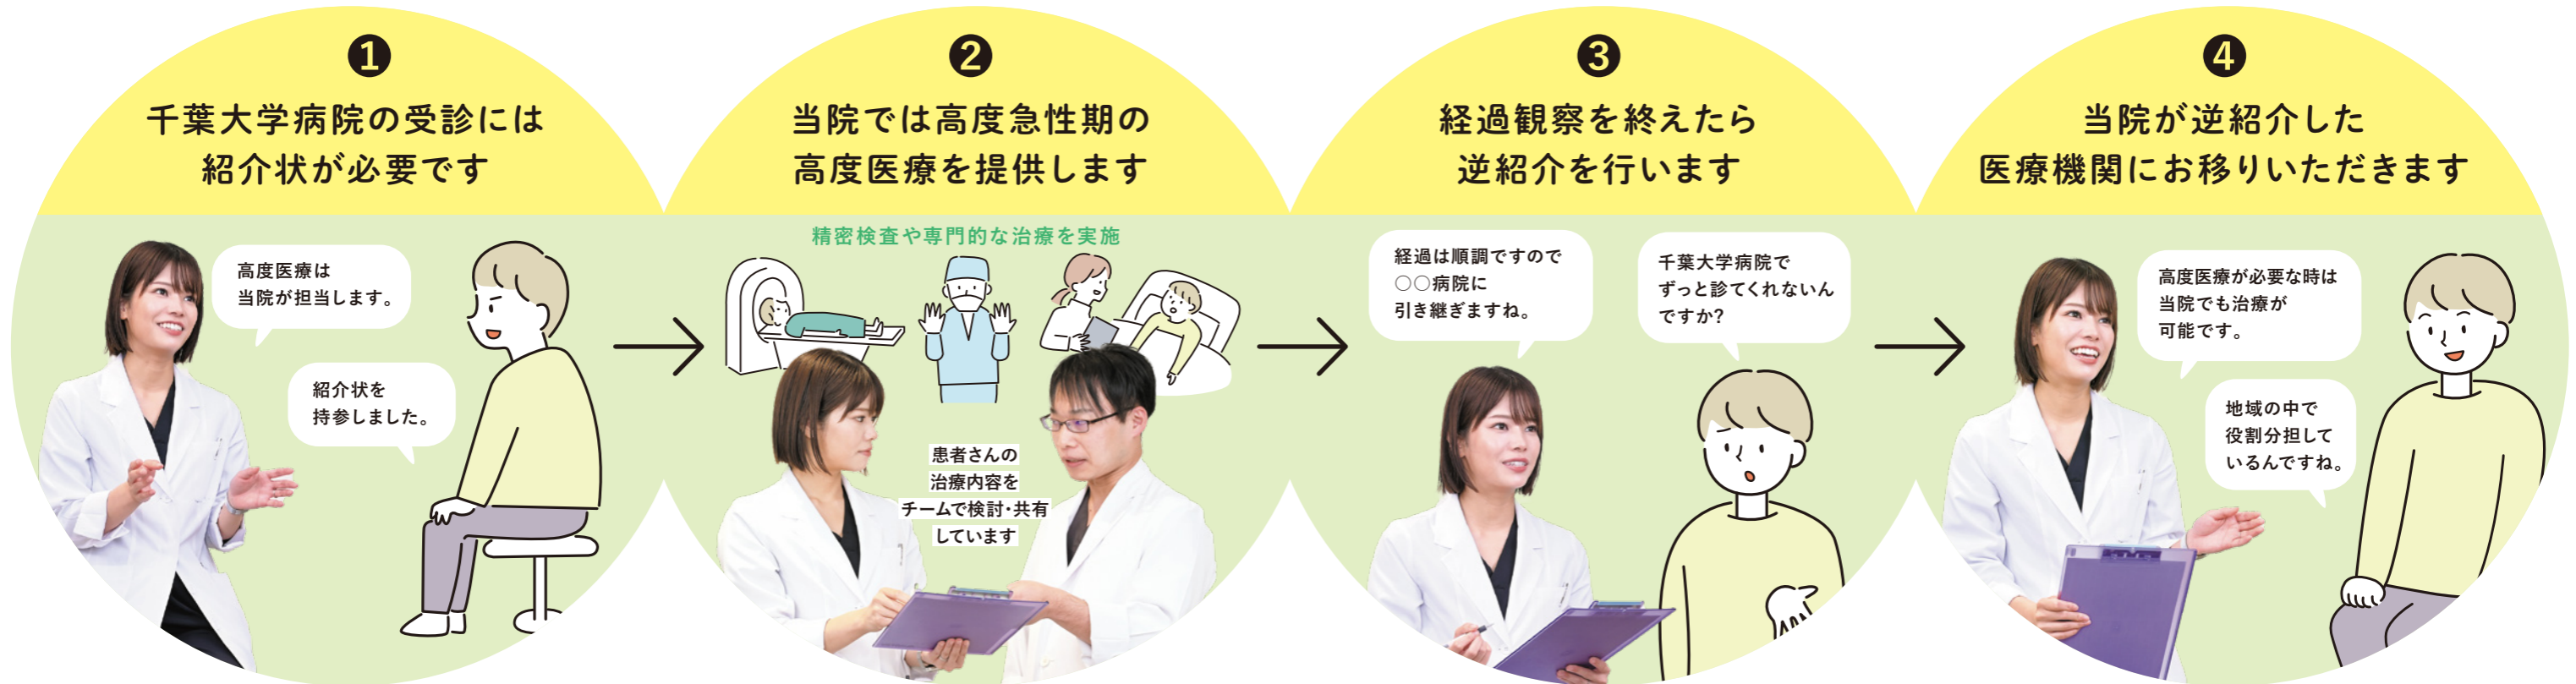 1
千葉大学病院の受診には
紹介状が必要です
高度医療は
当院が担当します。
紹介状を
持参しました。
2
当院では高度急性期の
高度医療を提供します
精密検査や専門的な治療を実施
患者さんの
治療内容を
チームで検討・共有
しています
3
経過観察を終えたら
逆紹介を行います
経過は順調ですので
○○病院に
引き継ぎますね。
千葉大学病院で
ずっと診てくれないん
ですか?
4
当院が逆紹介した
医療機関にお移りいただきます
高度医療が必要な時は
当院でも治療が
可能です。
地域の中で
役割分担して
いるんですね。